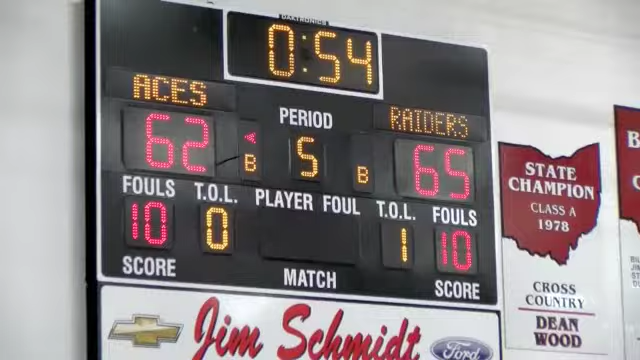 DAKTRONICS
0:54
ACES
RAIDERS
PERIOD
62
B
5
B
65
FOULS
T.O.L.
PLAYER FOUL
T.O.L.
FOULS
10
0
1
10
SCORE
MATCH
SCORE
Jim Schmidt
Ford
STATE
CHAMPION
CLASS A
1978
CROSS
COUNTRY
DEAN
WOOD